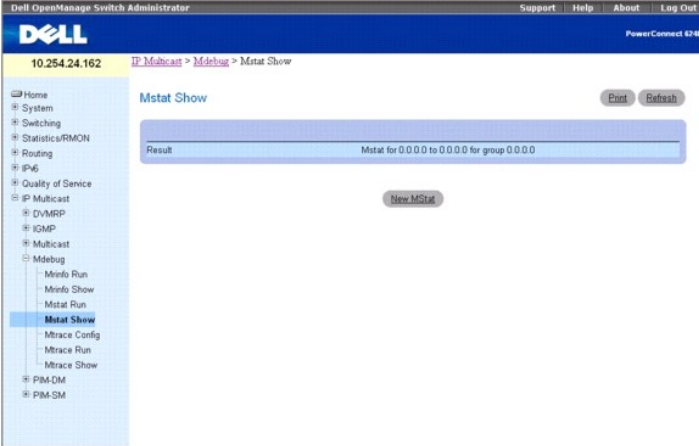 Dell OpenManage Switch Administrator
Support Help About Log Out
DELL
PowerConnect
10.254.24.162
IP Multicast > Mdebug > Mstat Show
Home
System
Switching
Statistics/RMON
Routing
IPv6
Quality of Service
IP Multicast
DVMRP
IGMP
Multicast
Mdebug
Mrinfo Run
Mrinfo Show
Mstat Run
Mstat Show
Mtrace Config
Mtrace Run
Mtrace Show
PIM-DM
PIM-SM
Mstat Show
Print Refresh
Result Mstat for 0.0.0.0 to 0.0.0.0 for group 0.0.0.0
New MStat